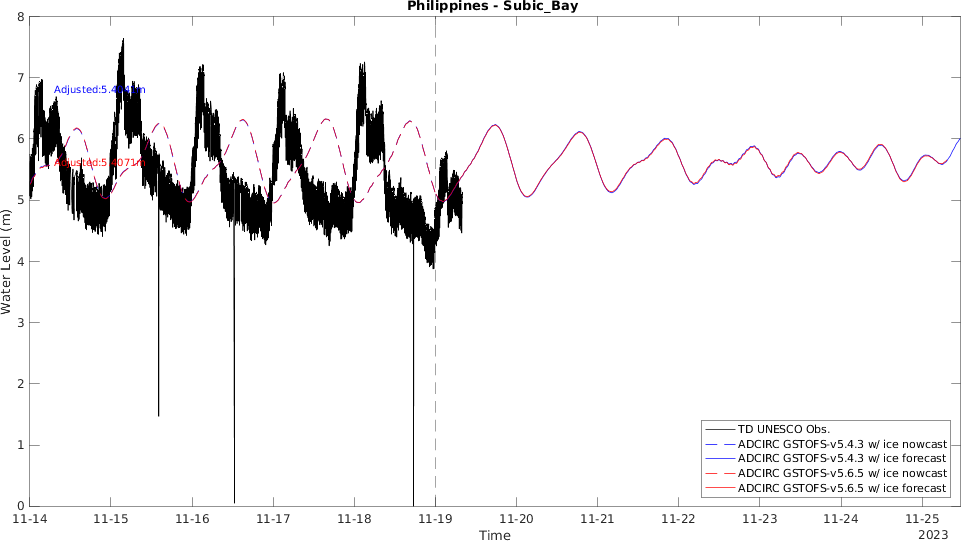 Philippines - Subic_Bay
8
7
6
5
4
3
2
1
0
Water Level (m)
Adjusted:5.4071m
TD UNESCO Obs.
ADCIRC GSTOFS-v5.4.3 w/ ice nowcast
ADCIRC GSTOFS-v5.4.3 w/ ice forecast
ADCIRC GSTOFS-v5.6.5 w/ ice nowcast
ADCIRC GSTOFS-v5.6.5 w/ ice forecast
11-14 11-15 11-16 11-17 11-18 11-19 11-20 11-21 11-22 11-23 11-24 11-25
Time
2023